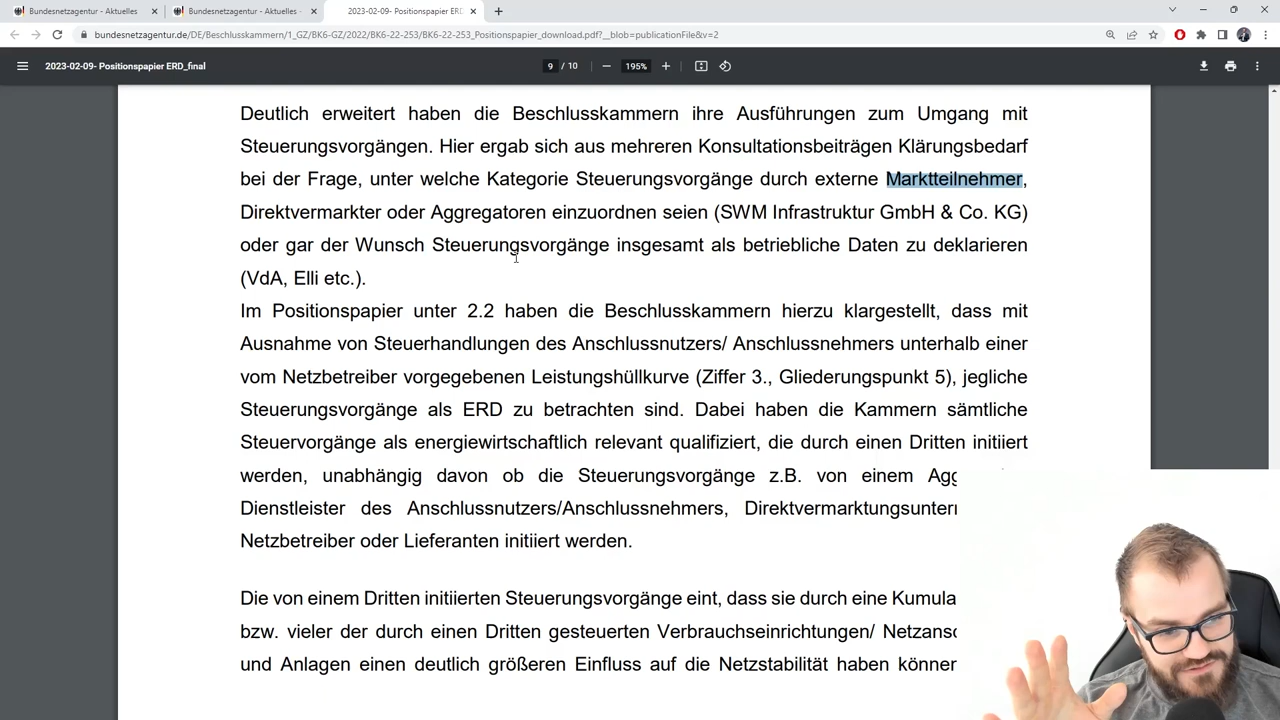 Bundesnetzagentur - Aktuelles
Bundesnetzagentur - Aktuelles -
2023-02-09- Positionspapier ERD
bundesnetzagentur.de/DE/Beschlusskammern/1_GZ/BK6-GZ/2022/BK6-22-253/BK6-22-253_Positionspapier_download.pdf?__blob=publicationFile&v=2
2023-02-09- Positionspapier ERD_final
9 / 10
195%
Deutlich erweitert haben die Beschlusskammern ihre Ausführungen zum Umgang mit
Steuerungsvorgängen. Hier ergab sich aus mehreren Konsultationsbeiträgen Klärungsbedarf
bei der Frage, unter welche Kategorie Steuerungsvorgänge durch externe Marktteilnehmer,
Direktvermarkter oder Aggregatoren einzuordnen seien (SWM Infrastruktur GmbH & Co. KG)
oder gar der Wunsch Steuerungsvorgänge insgesamt als betriebliche Daten zu deklarieren
(VdA, Elli etc.).
Im Positionspapier unter 2.2 haben die Beschlusskammern hierzu klargestellt, dass mit
Ausnahme von Steuerhandlungen des Anschlussnutzers/ Anschlussnehmers unterhalb einer
vom Netzbetreiber vorgegebenen Leistungshüllkurve (Ziffer 3., Gliederungspunkt 5), jegliche
Steuerungsvorgänge als ERD zu betrachten sind. Dabei haben die Kammern sämtliche
Steuervorgänge als energiewirtschaftlich relevant qualifiziert, die durch einen Dritten initiiert
werden, unabhängig davon ob die Steuerungsvorgänge z.B. von einem Agg
Dienstleister des Anschlussnutzers/Anschlussnehmers, Direktvermarktungsuntern
Netzbetreiber oder Lieferanten initiiert werden.
Die von einem Dritten initiierten Steuerungsvorgänge eint, dass sie durch eine Kumula
bzw. vieler der durch einen Dritten gesteuerten Verbrauchseinrichtungen/ Netzansc
und Anlagen einen deutlich größeren Einfluss auf die Netzstabilität haben können